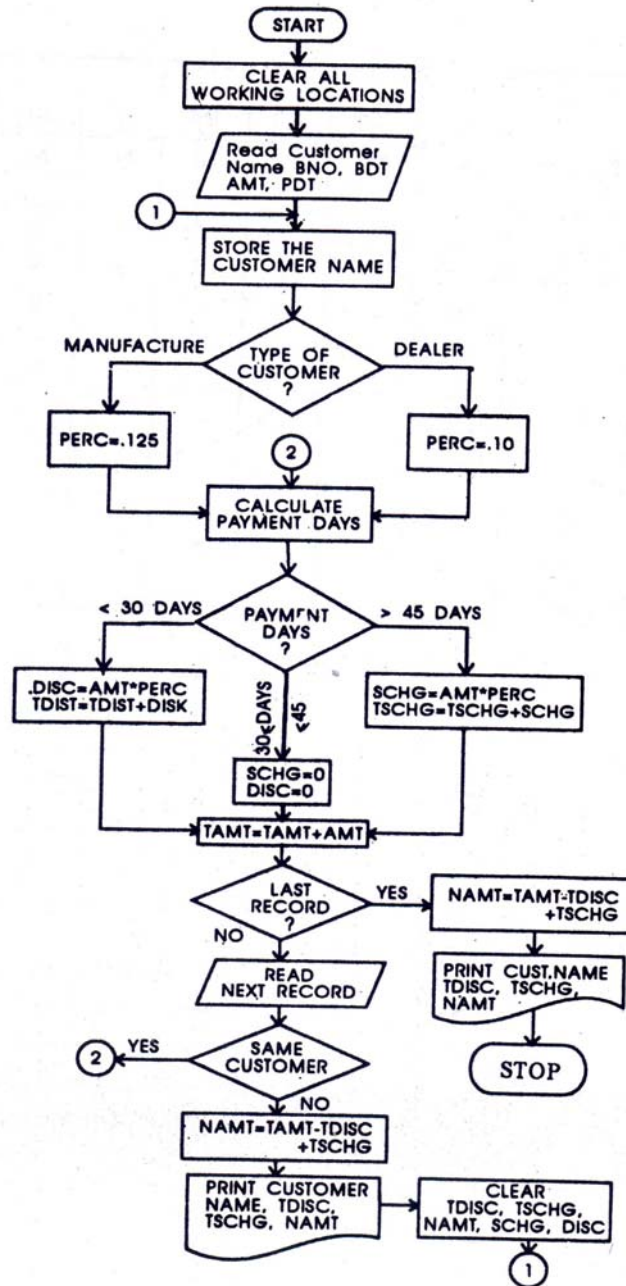 START
CLEAR ALL
WORKING LOCATIONS
Read Customer
Name BNO, BDT
AMT, PDT
1
STORE THE
CUSTOMER NAME
MANUFACTURE
TYPE OF
CUSTOMER
?
DEALER
PERC=.125
2
PERC=.10
CALCULATE
PAYMENT DAYS
< 30 DAYS
PAYMENT
DAYS
?
> 45 DAYS
.DISC=AMT*PERC
TDIST=TDIST+DISK
30≤DAYS
≤45
SCHG=AMT*PERC
TSCHG=TSCHG+SCHG
SCHG=0
DISC=0
TAMT=TAMT+AMT
LAST
RECORD
?
YES
NAMT=TAMT-TDISC
+TSCHG
NO
READ
NEXT RECORD
PRINT CUST.NAME
TDISC, TSCHG,
NAMT
STOP
2
YES
SAME
CUSTOMER
NO
NAMT=TAMT-TDISC
+TSCHG
PRINT CUSTOMER
NAME, TDISC,
TSCHG, NAMT
CLEAR
TDISC, TSCHG,
NAMT, SCHG, DISC
1